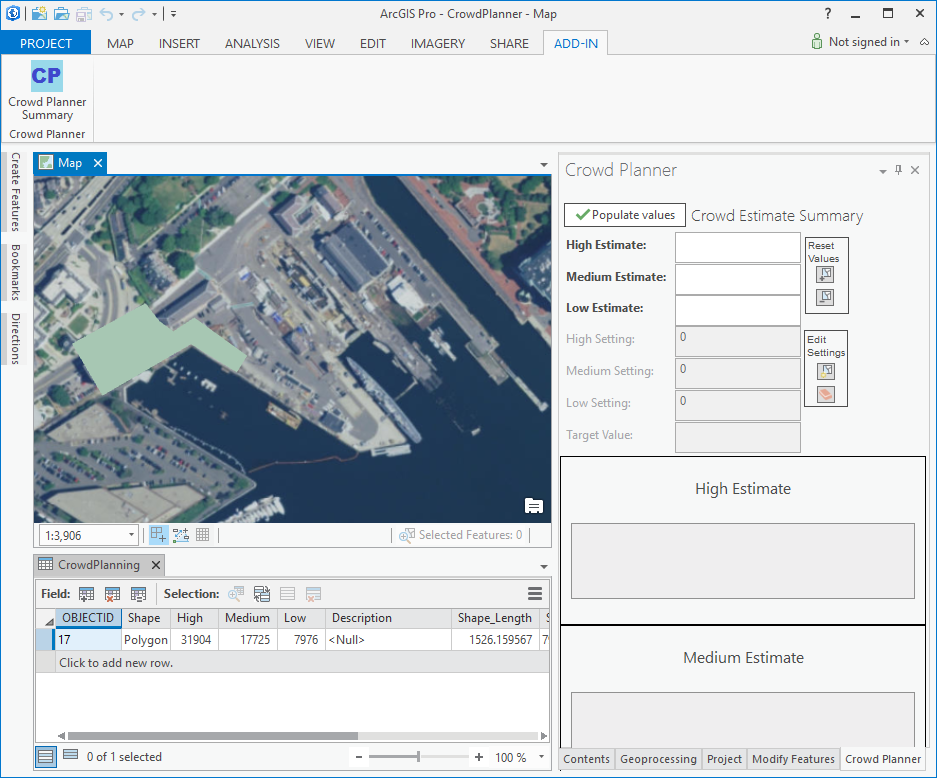 ArcGIS Pro - CrowdPlanner - Map
?
PROJECT MAP INSERT ANALYSIS VIEW EDIT IMAGERY SHARE ADD-IN Not signed in
CP
Crowd Planner
Summary
Crowd Planner
Create Features
Bookmarks
Directions
Map
1:3,906
Selected Features: 0
CrowdPlanning
Field: Selection:
OBJECTID Shape High Medium Low Description Shape_Length S
17 Polygon 31904 17725 7976 <Null> 1526.159567 79
Click to add new row.
0 of 1 selected
100 %
Crowd Planner
Populate values Crowd Estimate Summary
High Estimate:
Medium Estimate:
Low Estimate:
High Setting: 0
Medium Setting: 0
Low Setting: 0
Target Value:
Reset
Values
Edit
Settings
High Estimate
Medium Estimate
Contents Geoprocessing Project Modify Features Crowd Planner